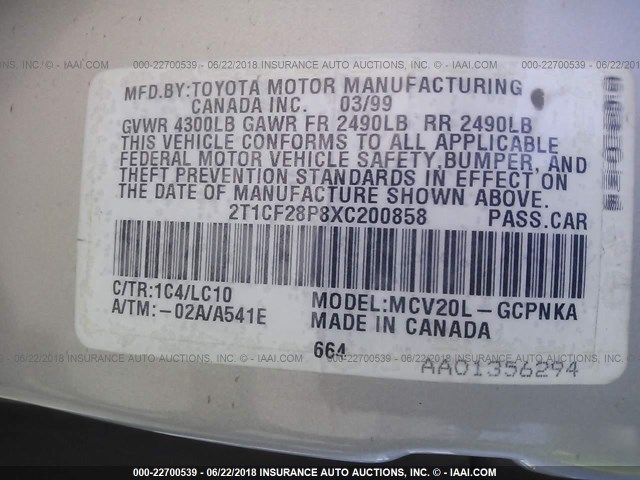 000-22700539 - 06/22/2018 INSURANCE AUTO AUCTIONS, INC. - © IAAI.COM
MFD.BY:TOYOTA MOTOR MANUFACTURING
CANADA INC. 03/99
GVWR 4300LB GAWR FR 2490LB RR 2490LB
THIS VEHICLE CONFORMS TO ALL APPLICABLE
FEDERAL MOTOR VEHICLE SAFETY,BUMPER, AND
THEFT PREVENTION STANDARDS IN EFFECT ON
THE DATE OF MANUFACTURE SHOWN ABOVE.
2T1CF28P8XC200858 PASS.CAR
C/TR:1C4/LC10 MODEL:MCV20L-GCPNKA
A/TM:-02A/A541E MADE IN CANADA
664
AA01356294
000-22700539 - 06/22/2018 INSURANCE AUTO AUCTIONS, INC. - © IAAI.COM